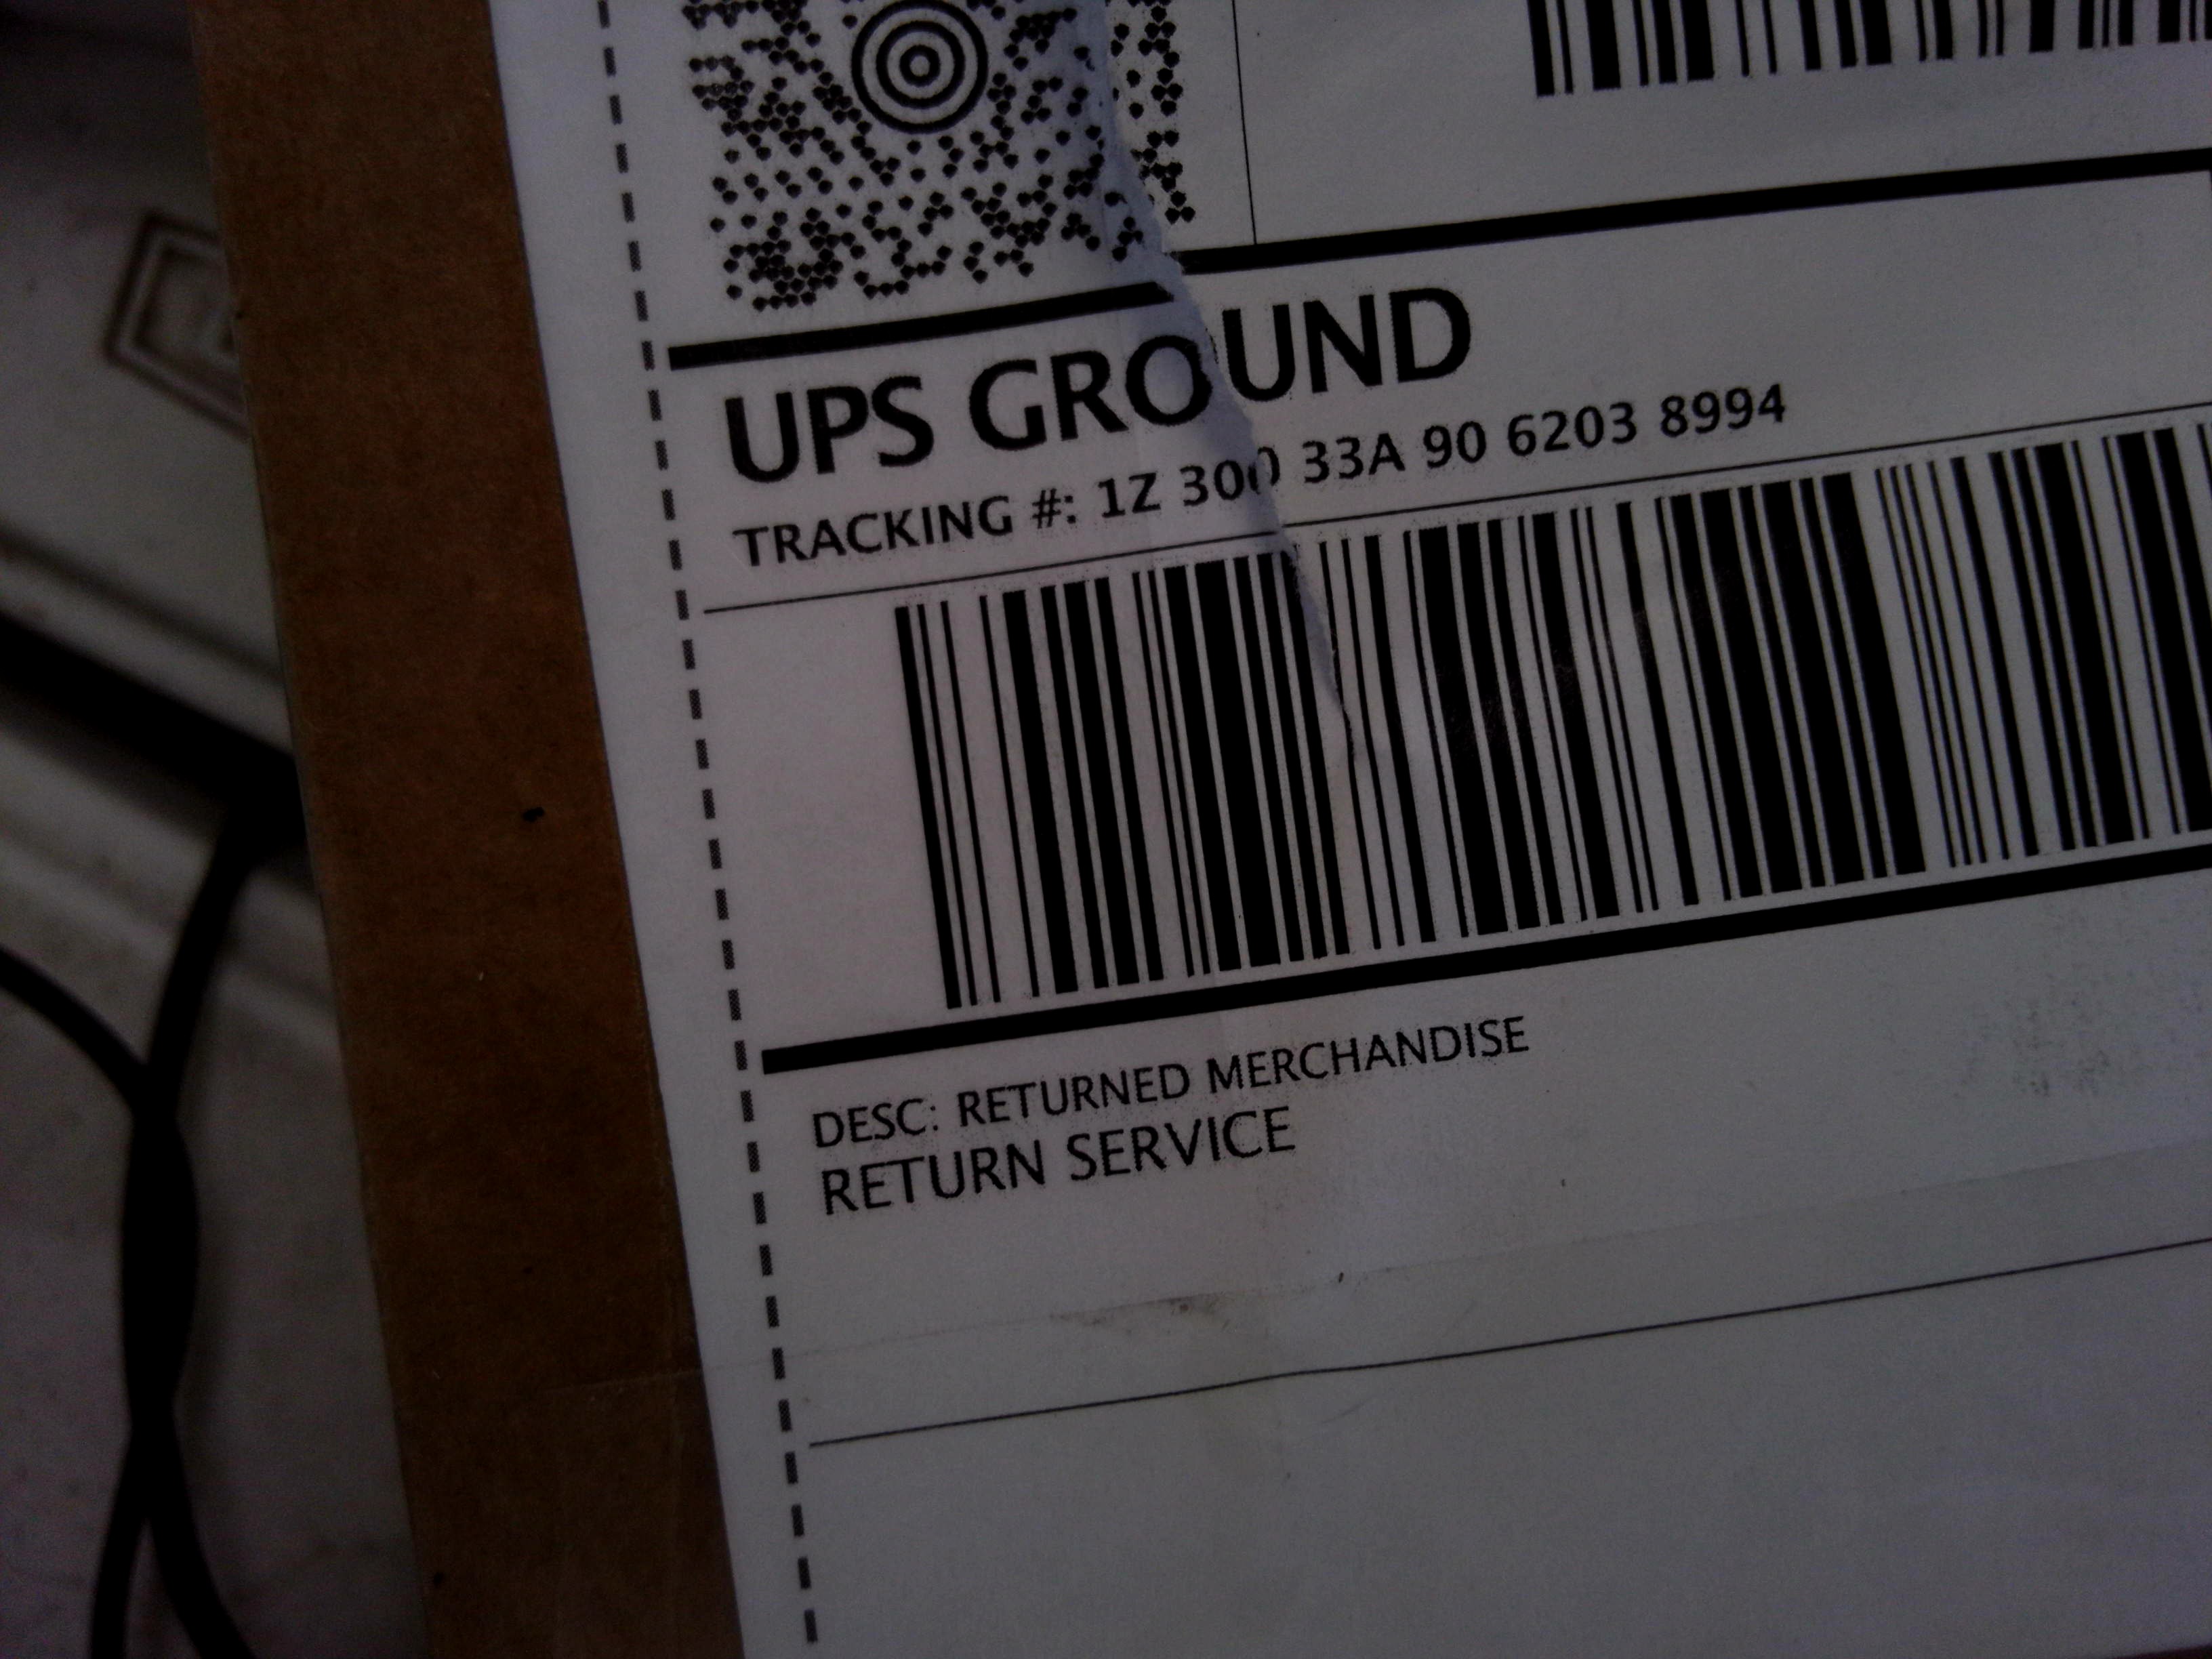 UPS GROUND
TRACKING #: 1Z 300 33A 90 6203 8994
DESC: RETURNED MERCHANDISE
RETURN SERVICE